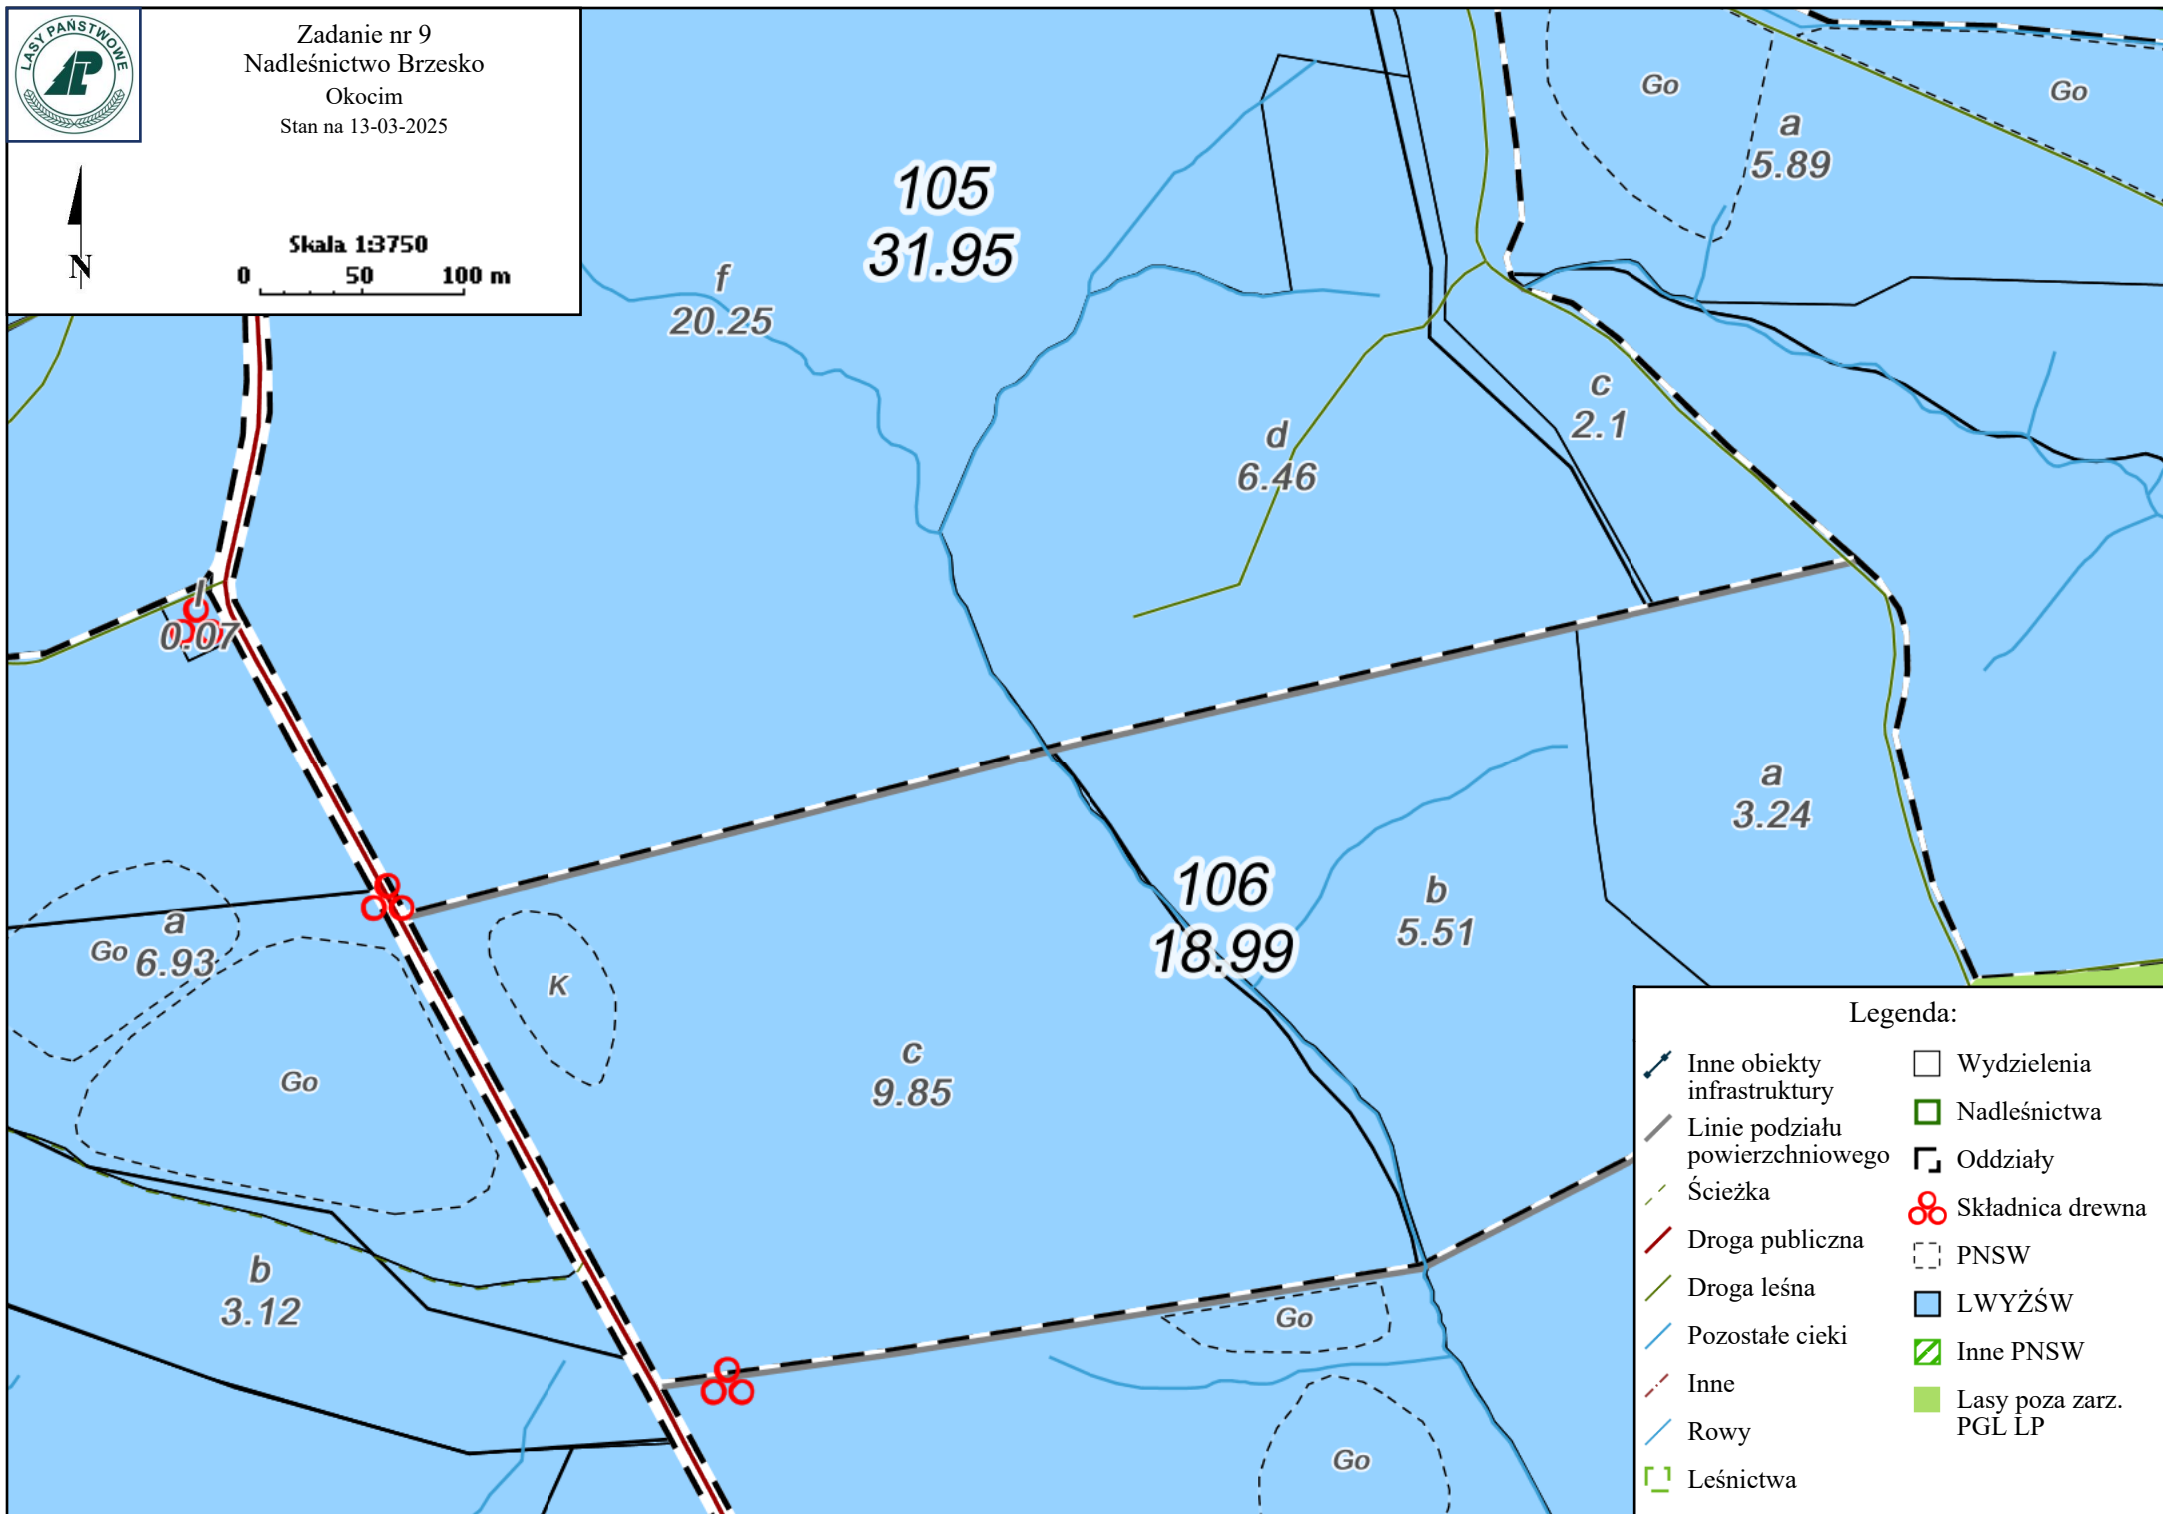 LASY PAŃSTWOWE
Zadanie nr 9
Nadleśnictwo Brzesko
Okocim
Stan na 13-03-2025
N
Skala 1:3750
0 50 100 m
105
31.95
f
20.25
Go
Go
a
5.89
c
2.1
d
6.46
l
0.07
a
3.24
106
18.99
b
5.51
a
Go 6.93
K
Go
c
9.85
b
3.12
Go
Go
Legenda:
Inne obiekty
infrastruktury
Linie podziału
powierzchniowego
Ścieżka
Droga publiczna
Droga leśna
Pozostałe cieki
Inne
Rowy
Leśnictwa
Wydzielenia
Nadleśnictwa
Oddziały
Składnica drewna
PNSW
LWYŻŚW
Inne PNSW
Lasy poza zarz.
PGL LP